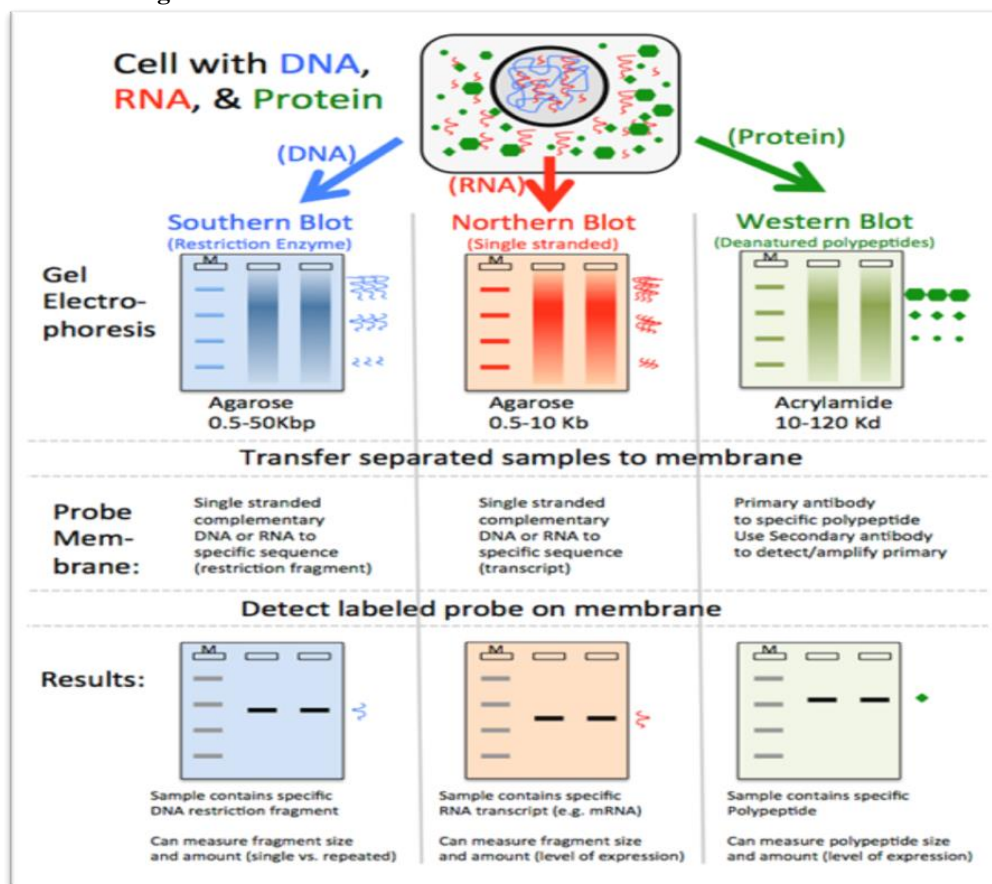 Cell with DNA,
RNA, & Protein
(DNA)
(RNA)
(Protein)
Southern Blot
(Restriction Enzyme)
Northern Blot
(Single stranded)
Western Blot
(Deanatured polypeptides)
Gel
Electro-
phoresis
M
M
M
Agarose
0.5-50Kbp
Agarose
0.5-10 Kb
Acrylamide
10-120 Kd
Transfer separated samples to membrane
Probe
Mem-
brane:
Single stranded
complementary
DNA or RNA to
specific sequence
(restriction fragment)
Single stranded
complementary
DNA or RNA to
specific sequence
(transcript)
Primary antibody
to specific polypeptide
Use Secondary antibody
to detect/amplify primary
Detect labeled probe on membrane
Results:
M
M
M
Sample contains specific
DNA restriction fragment
Can measure fragment size
and amount (single vs. repeated)
Sample contains specific
RNA transcript (e.g. mRNA)
Can measure fragment size
and amount (level of expression)
Sample contains specific
Polypeptide
Can measure polypeptide size
and amount (level of expression)